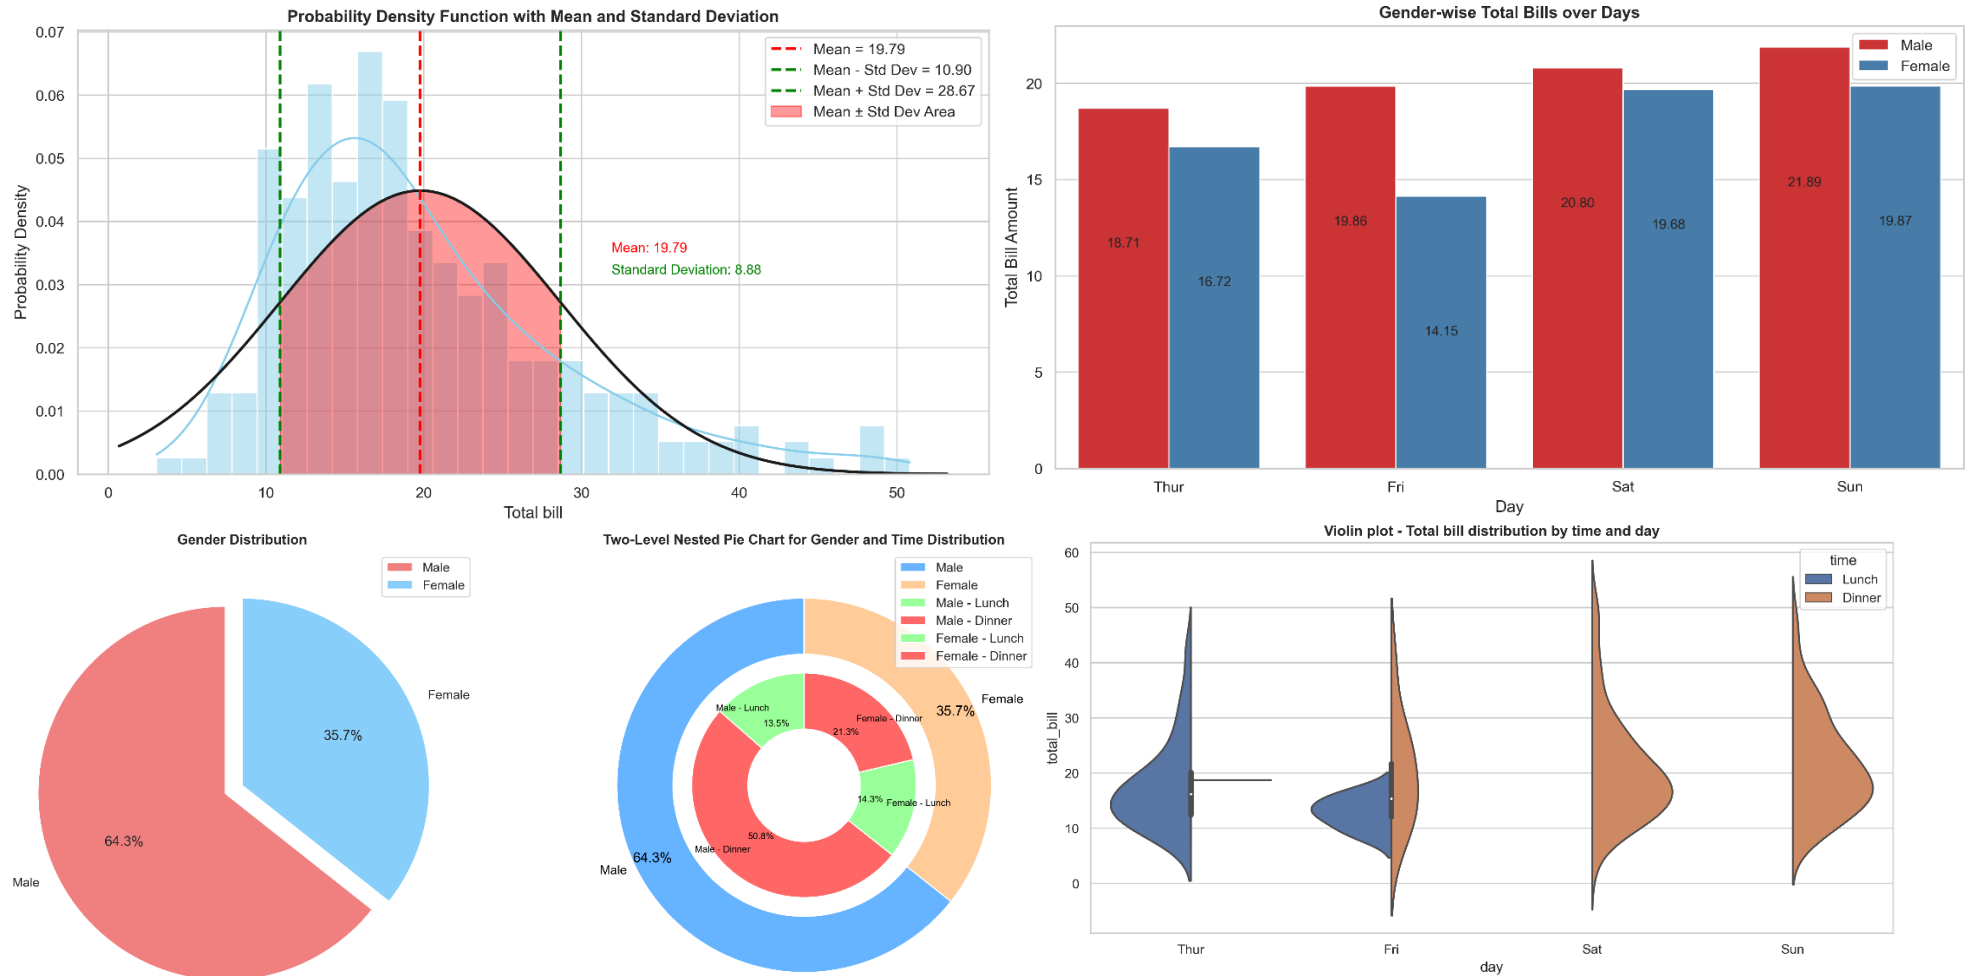 Probability Density Function with Mean and Standard Deviation
0.07
0.06
0.05
0.04
0.03
0.02
0.01
0.00
Probability Density
Mean = 19.79
Mean - Std Dev = 10.90
Mean + Std Dev = 28.67
Mean ± Std Dev Area
Mean: 19.79
Standard Deviation: 8.88
0 10 20 30 40 50
Total bill
Gender-wise Total Bills over Days
20
15
10
5
0
Total Bill Amount
Male
Female
18.71
16.72
19.86
14.15
20.80
19.68
21.89
19.87
Thur Fri Sat Sun
Day
Gender Distribution
Male
Female
Female
35.7%
64.3%
Male
Two-Level Nested Pie Chart for Gender and Time Distribution
Male
Female
Male - Lunch
Male - Dinner
Female - Lunch
Female - Dinner
Female
35.7%
Male - Lunch
13.5%
Female - Dinner
21.3%
14.3%
Female - Lunch
50.8%
Male - Dinner
64.3%
Male
Violin plot - Total bill distribution by time and day
60
50
40
30
20
10
0
total_bill
time
Lunch
Dinner
Thur Fri Sat Sun
day